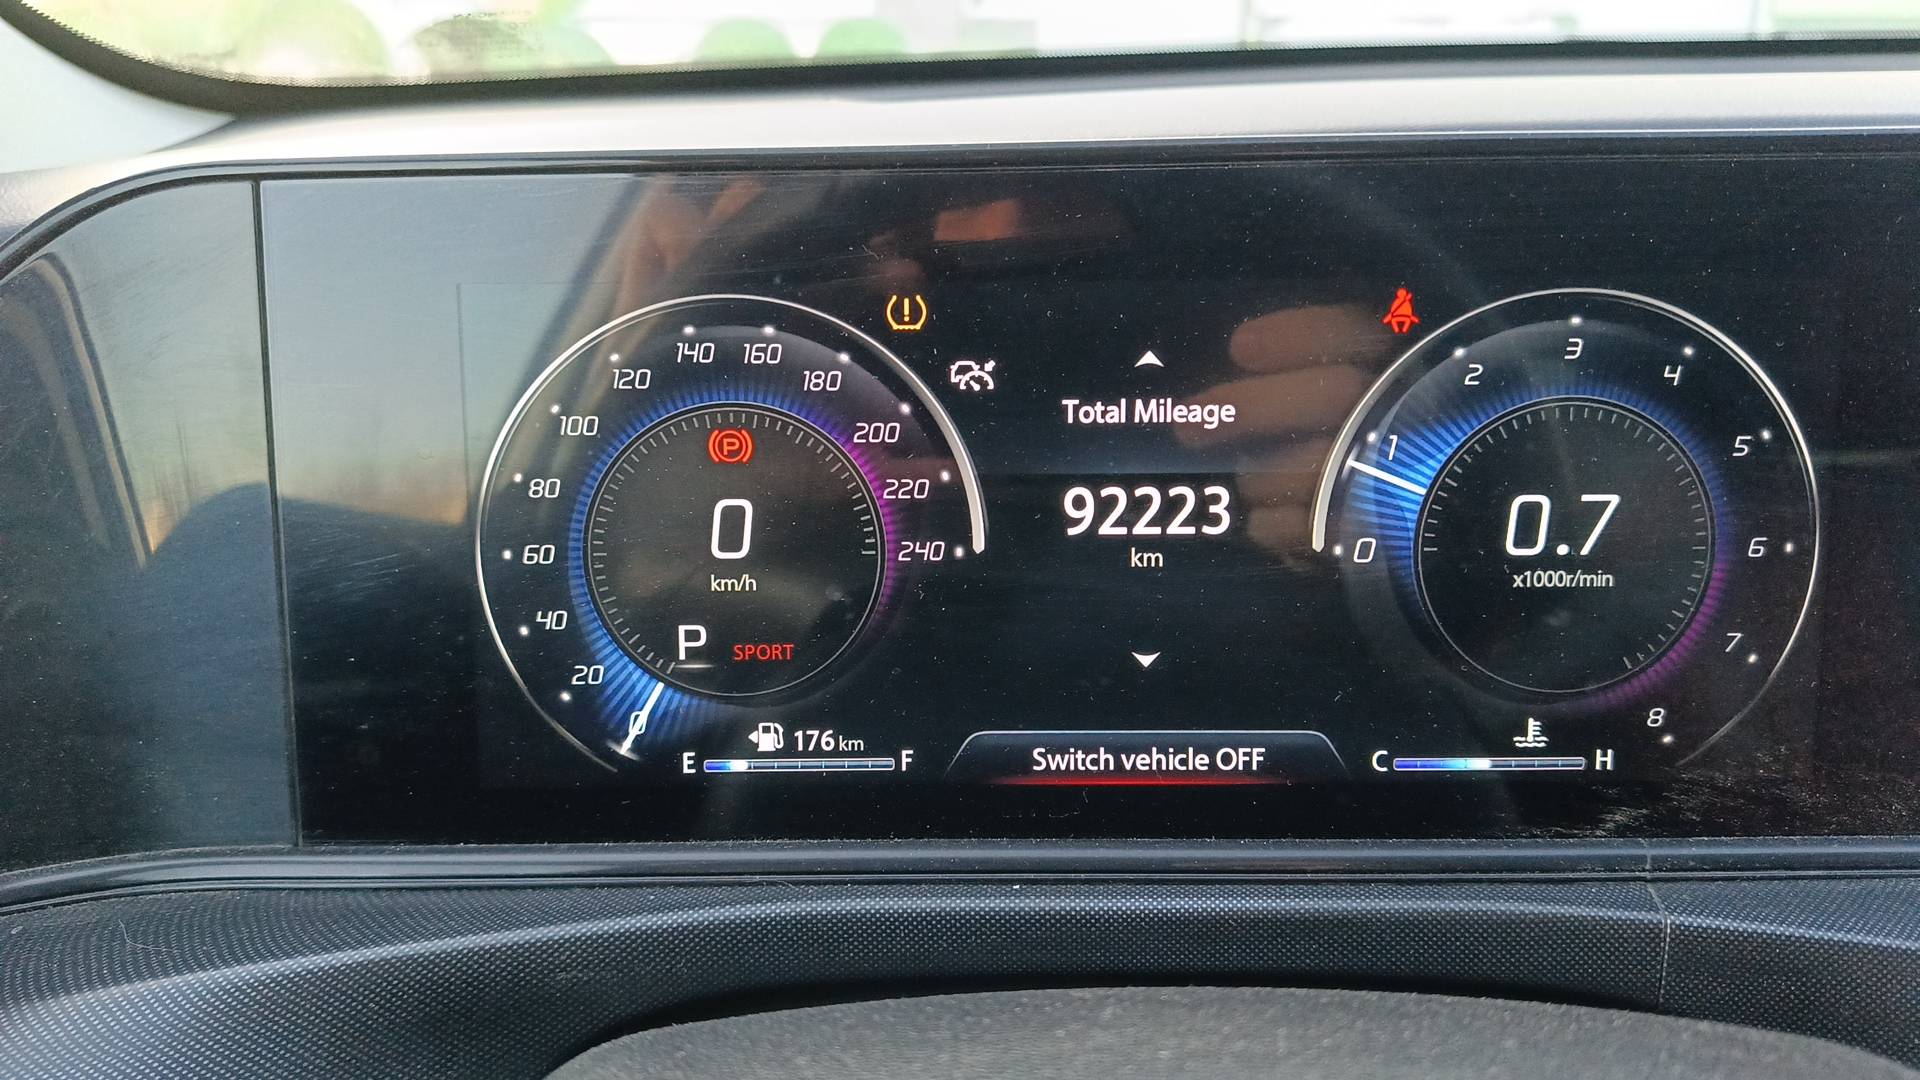 140 160
120 180
100 200
80 220
60 240
40
20
0
P
0
km/h
P SPORT
176 km
E F
Total Mileage
92223
km
Switch vehicle OFF
3
2 4
1 5
0 6
7
8
0.7
x1000r/min
C H